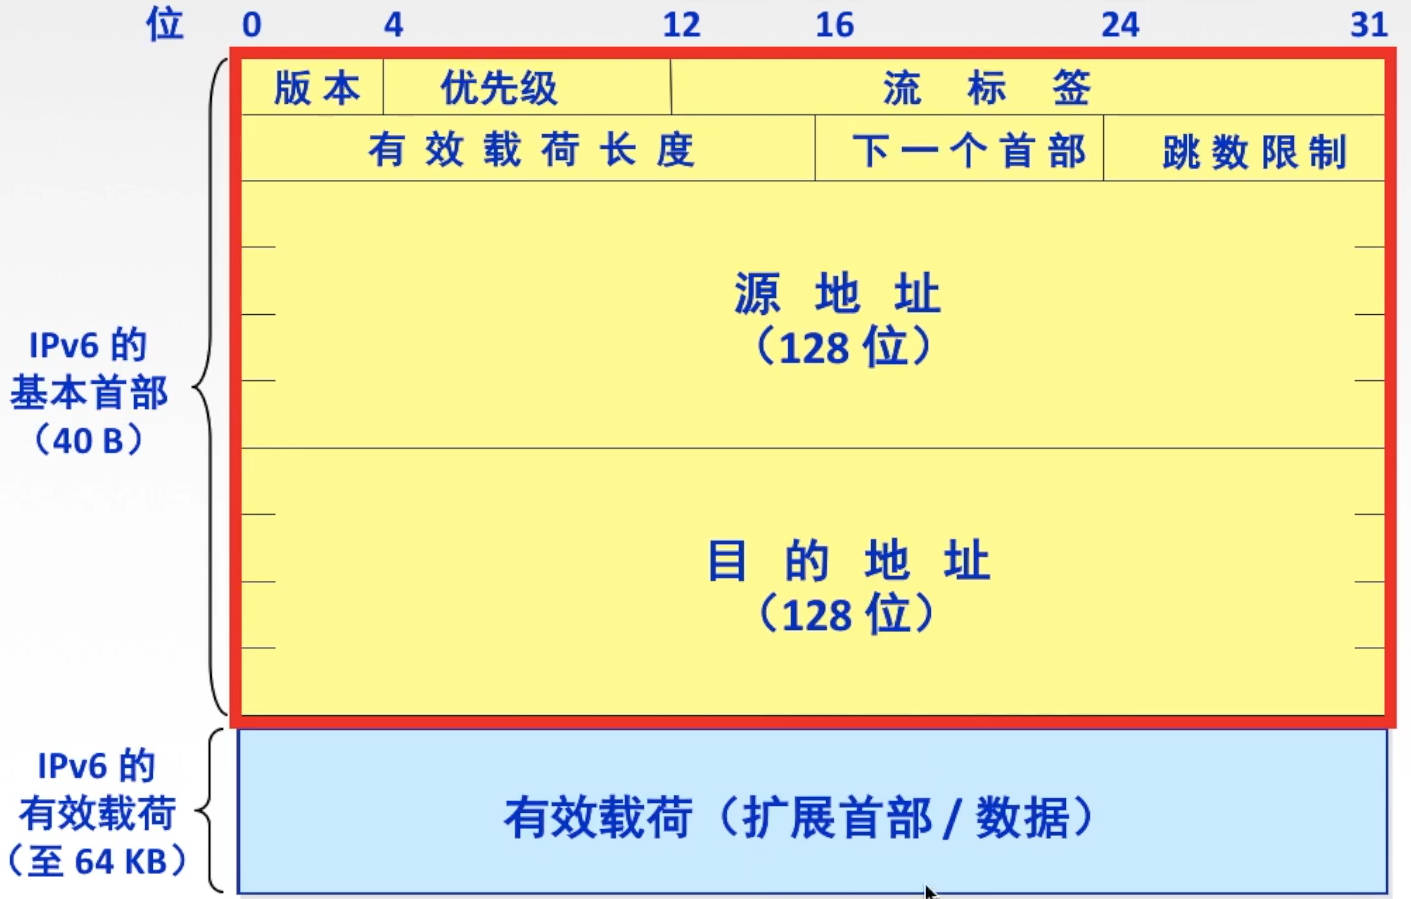 位 0 4 12 16 24 31
版本 优先级 流标签
有效载荷长度 下一个首部 跳数限制
源地址
（128 位）
IPv6 的
基本首部
（40 B）
目的地址
（128 位）
IPv6 的
有效载荷
（至 64 KB）
有效载荷（扩展首部 / 数据）